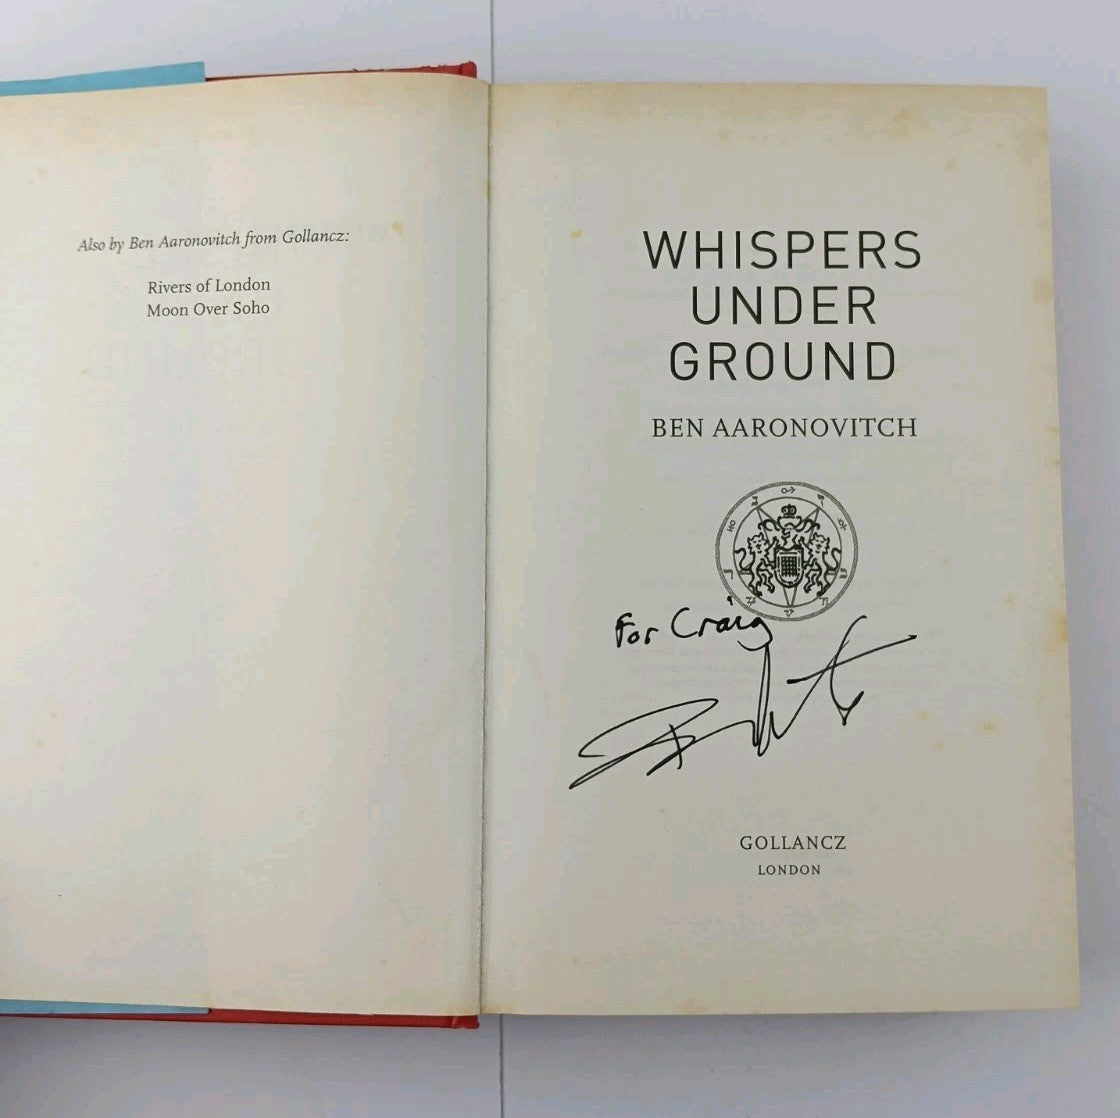 Also by Ben Aaronovitch from Gollancz:
Rivers of London
Moon Over Soho
WHISPERS
UNDER
GROUND
BEN AARONOVITCH
For Craig
GOLLANCZ
LONDON